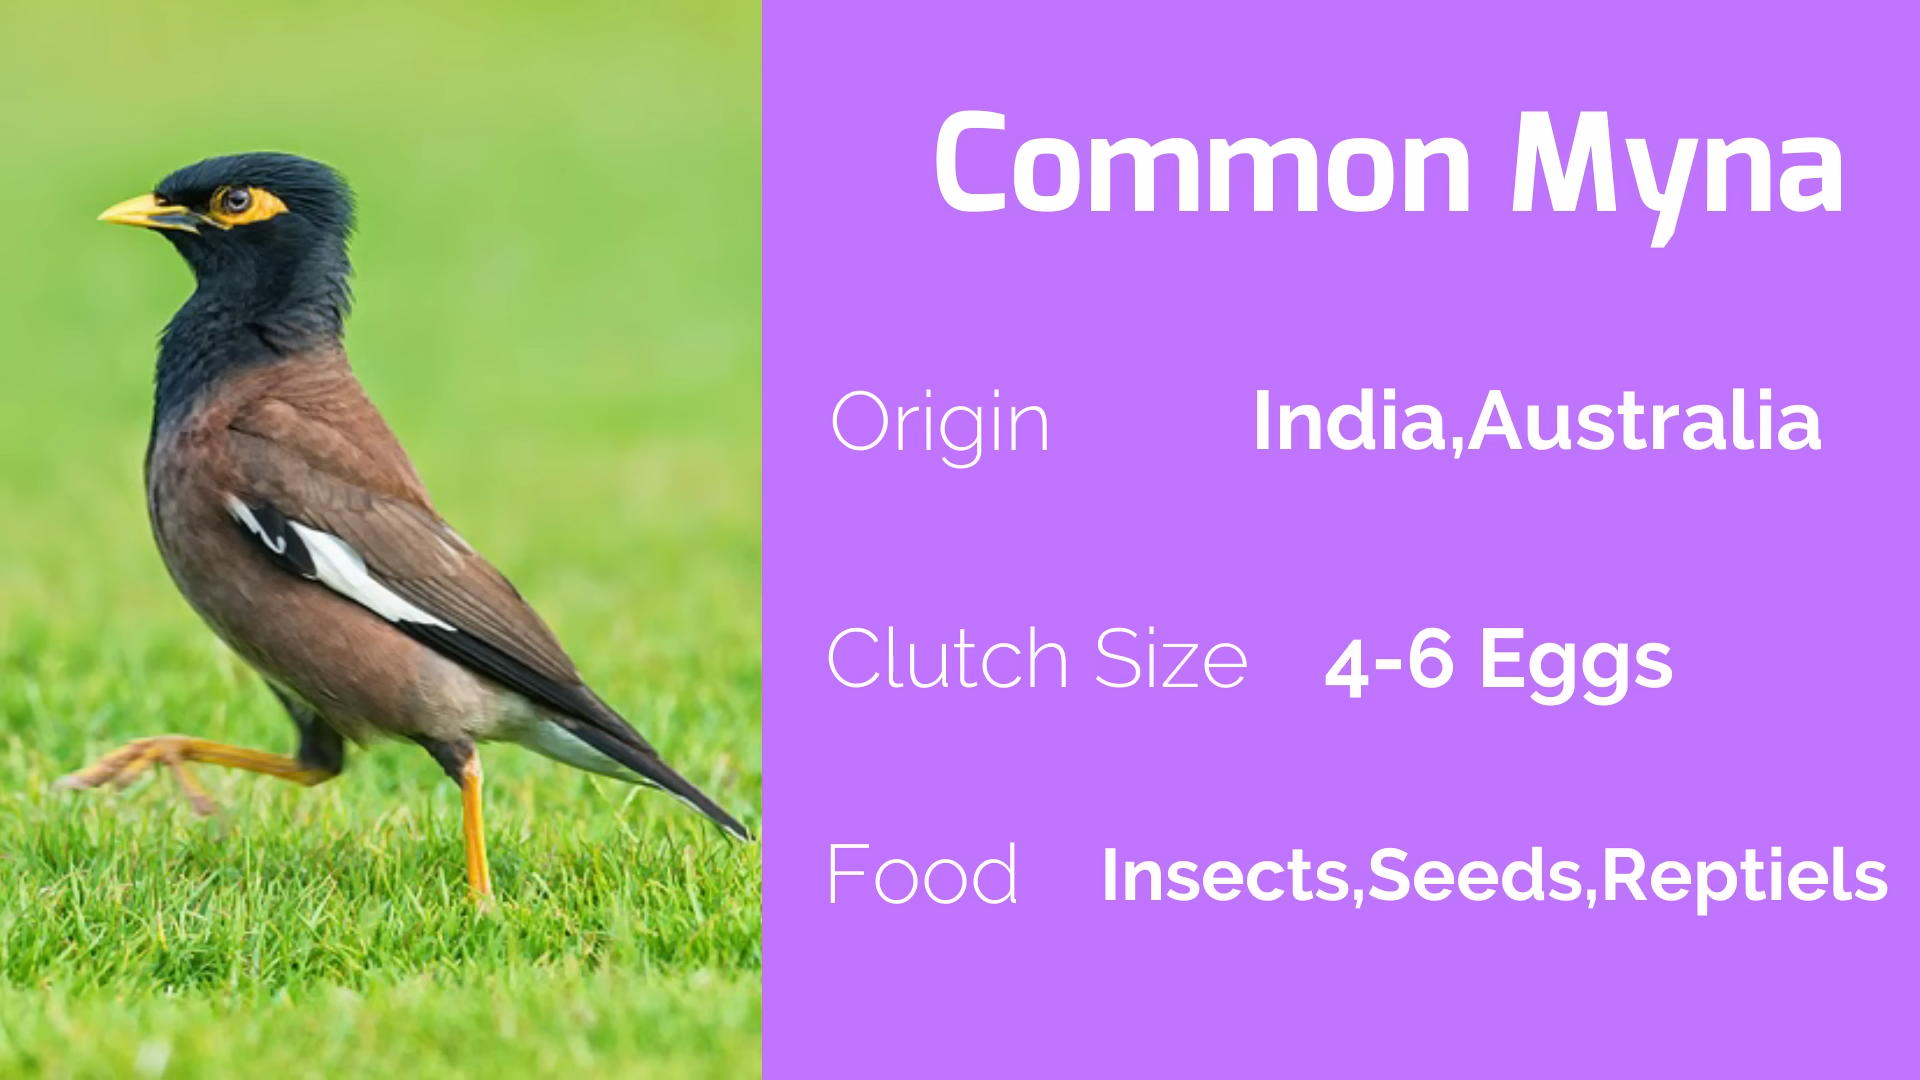 Common Myna
Origin India,Australia
Clutch Size 4-6 Eggs
Food Insects,Seeds,Reptiels